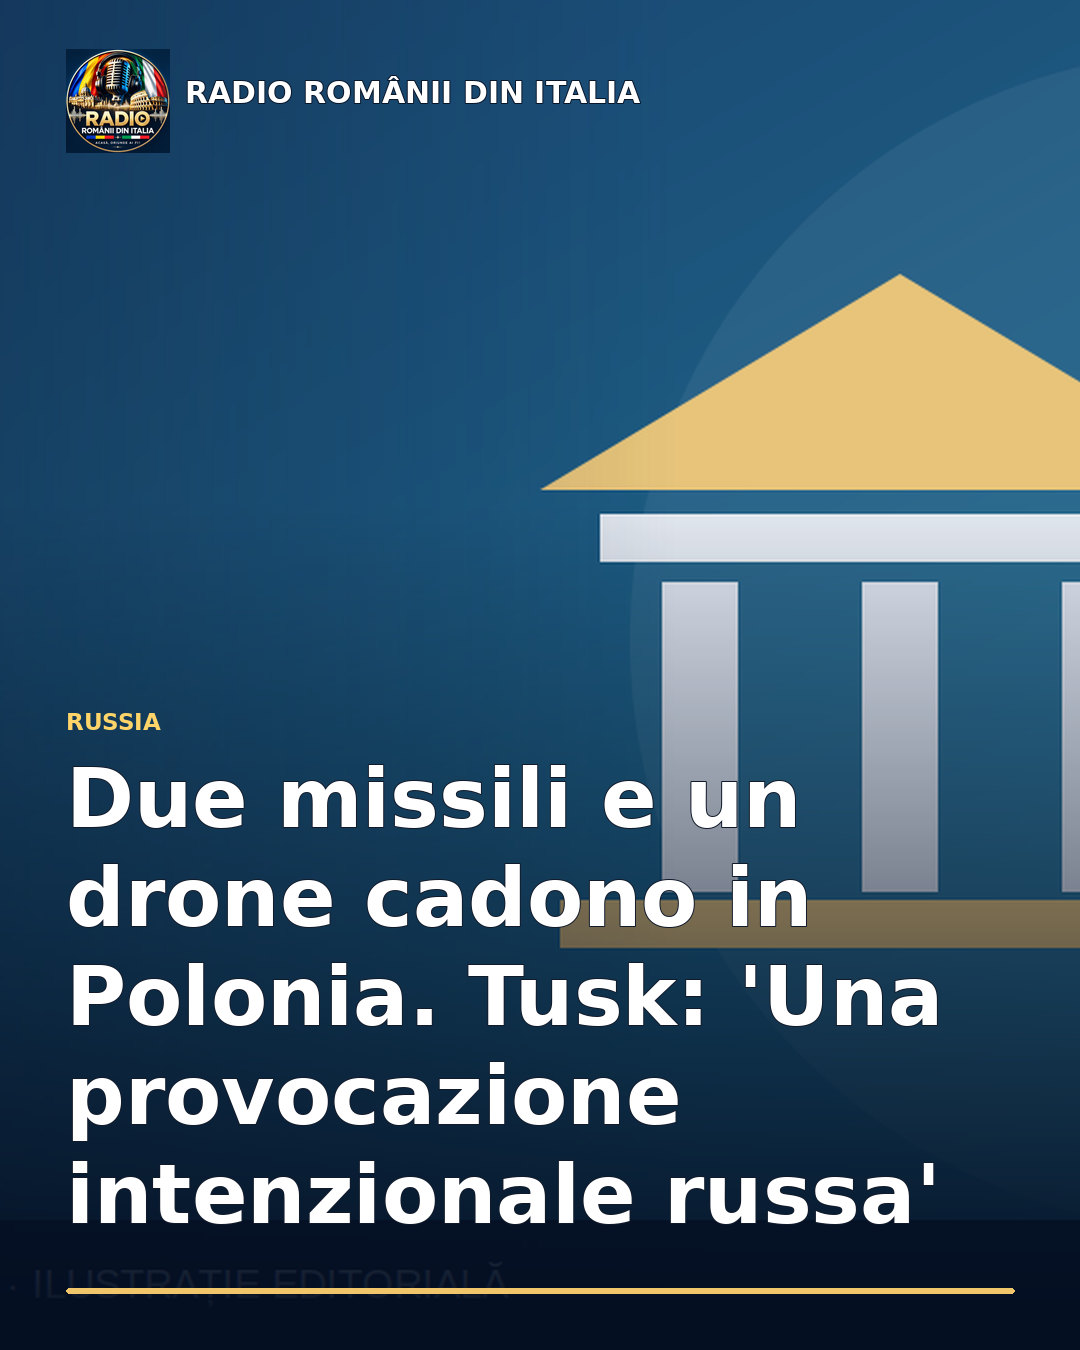 RADIO
ROMÂNII DIN ITALIA
RADIO ROMÂNII DIN ITALIA
RUSSIA
Due missili e un
drone cadono in
Polonia. Tusk: 'Una
provocazione
intenzionale russa'
· ILUSTRAȚIE EDITORIALĂ